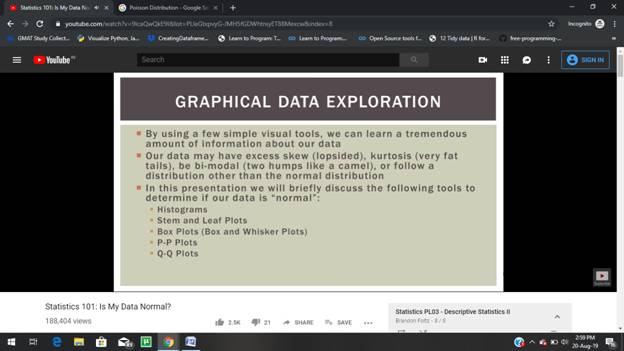 Statistics 101: Is My Data No
Poisson Distribution - Google Se
youtube.com/watch?v=
Incognito
GMAT Study Collect...
Visualize Python, Ja...
CreatingDataframe...
Learn to Program: T...
Learn to Program...
Open Source tools f...
12 Tidy data | R for...
free-programming-...
YouTube
Search
SIGN IN
GRAPHICAL DATA EXPLORATION
By using a few simple visual tools, we can learn a tremendous
amount of information about our data
Our data may have excess skew (lopsided), kurtosis (very fat
tails), be bi-modal (two humps like a camel), or follow a
distribution other than the normal distribution
In this presentation we will briefly discuss the following tools to
determine if our data is "normal":
Histograms
Stem and Leaf Plots
Box Plots (Box and Whisker Plots)
P-P Plots
Q-Q Plots
Statistics 101: Is My Data Normal?
188,404 views
2.5K
21
SHARE
SAVE
Statistics PL03 - Descriptive Statistics II
Brandon Foltz - 8 / 8
2:59 PM
20-Aug-19